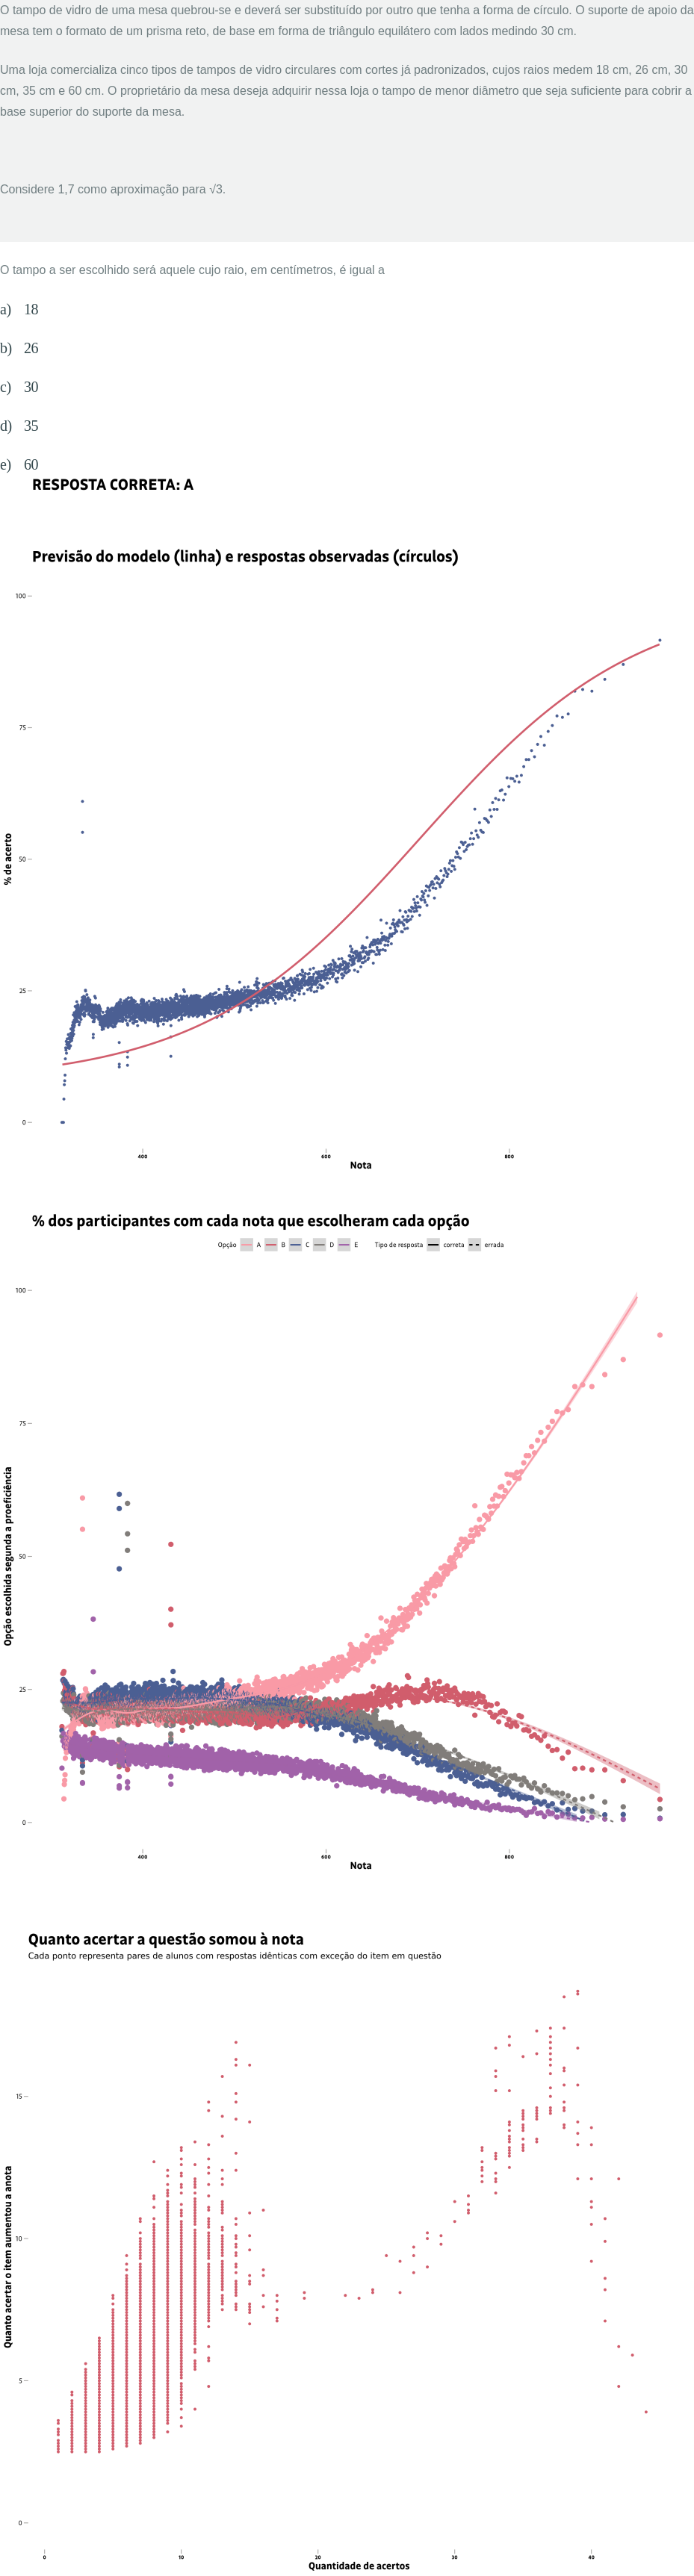 O tampo de vidro de uma mesa quebrou-se e deverá ser substituído por outro que tenha a forma de círculo. O suporte de apoio da
mesa tem o formato de um prisma reto, de base em forma de triângulo equilátero com lados medindo 30 cm.
Uma loja comercializa cinco tipos de tampos de vidro circulares com cortes já padronizados, cujos raios medem 18 cm, 26 cm, 30
cm, 35 cm e 60 cm. O proprietário da mesa deseja adquirir nessa loja o tampo de menor diâmetro que seja suficiente para cobrir a
base superior do suporte da mesa.
Considere 1,7 como aproximação para √3.
O tampo a ser escolhido será aquele cujo raio, em centímetros, é igual a
a) 18
b) 26
c) 30
d) 35
e) 60
RESPOSTA CORRETA: A
Previsão do modelo (linha) e respostas observadas (círculos)
100
75
50
25
0
% de acerto
400 600 800
Nota
% dos participantes com cada nota que escolheram cada opção
Opção A B C D E Tipo de resposta correta errada
100
75
50
25
0
Opção escolhida segunda a proeficiência
400 600 800
Nota
Quanto acertar a questão somou à nota
Cada ponto representa pares de alunos com respostas idênticas com exceção do item em questão
15
10
5
0
Quanto acertar o item aumentou a anota
0 10 20 30 40
Quantidade de acertos